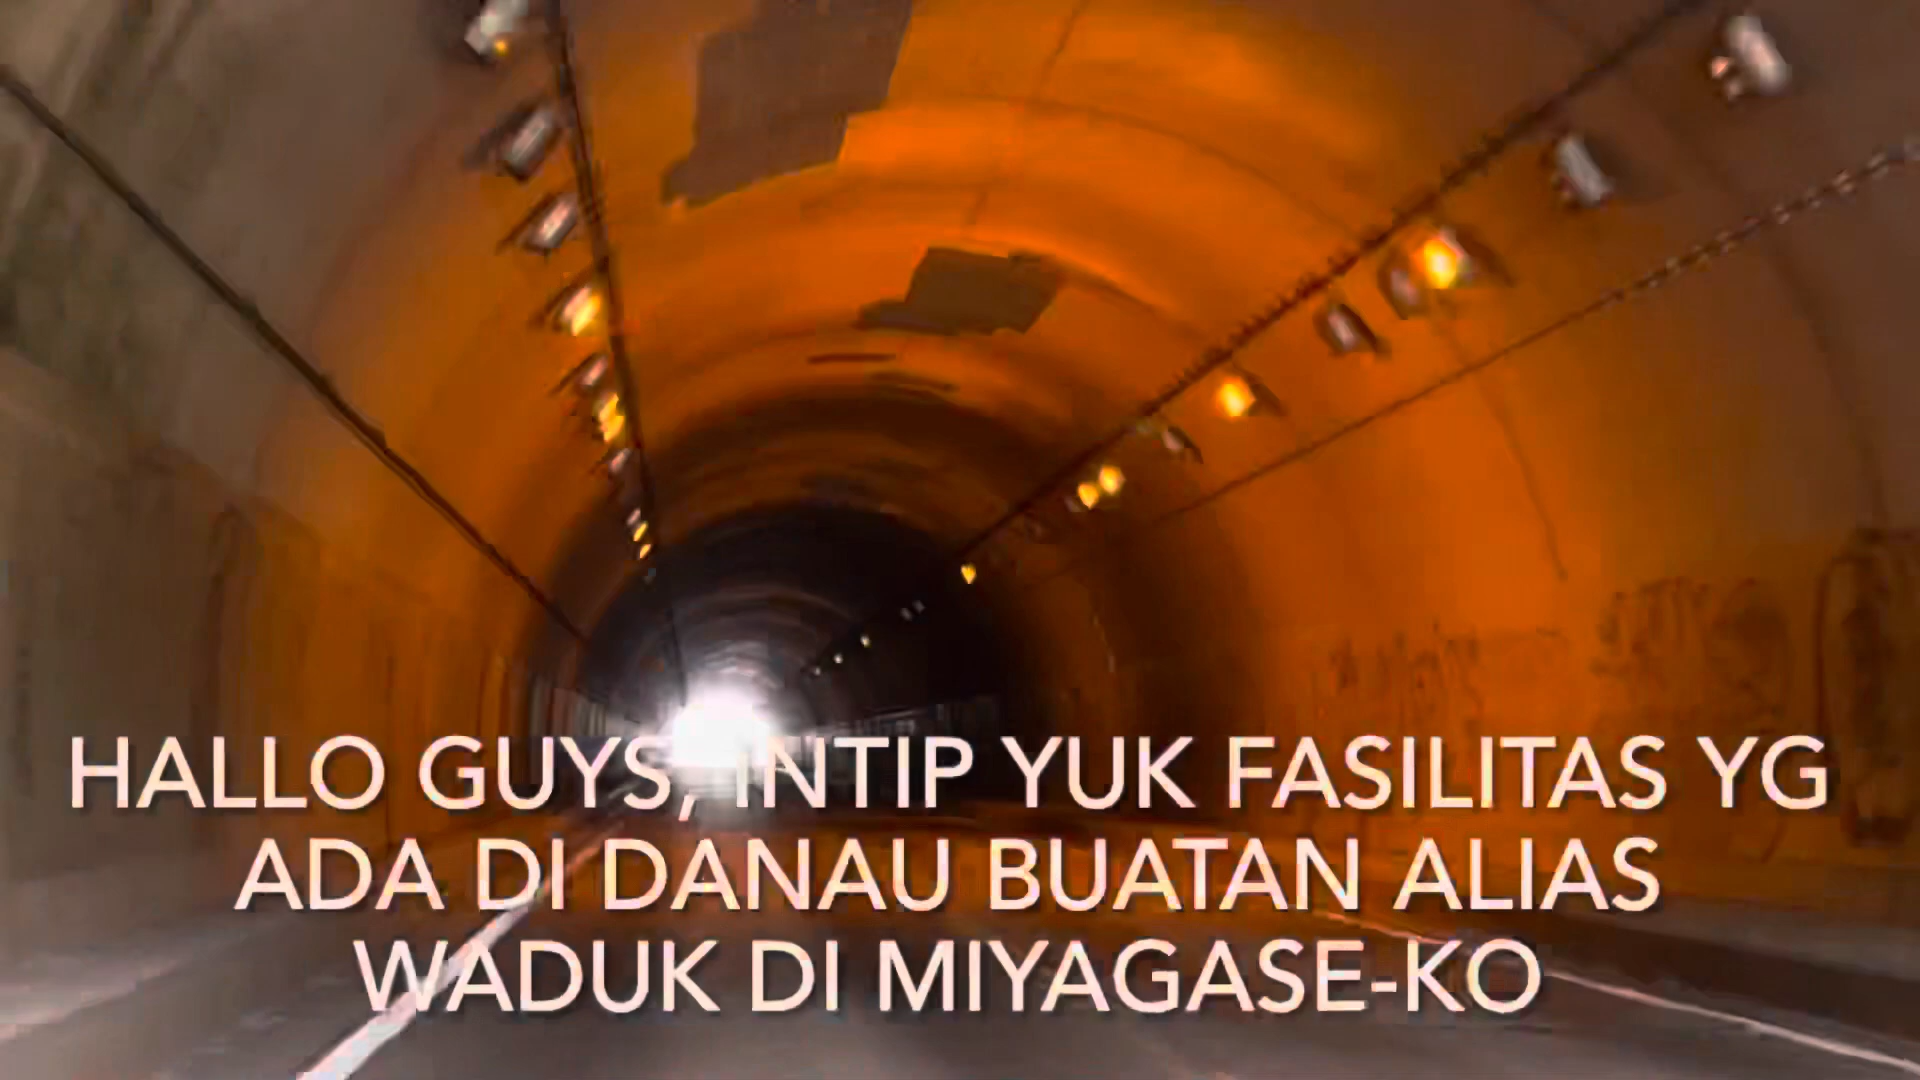 HALLO GUYS, INTIP YUK FASILITAS YG
ADA DI DANAU BUATAN ALIAS
WADUK DI MIYAGASE-KO